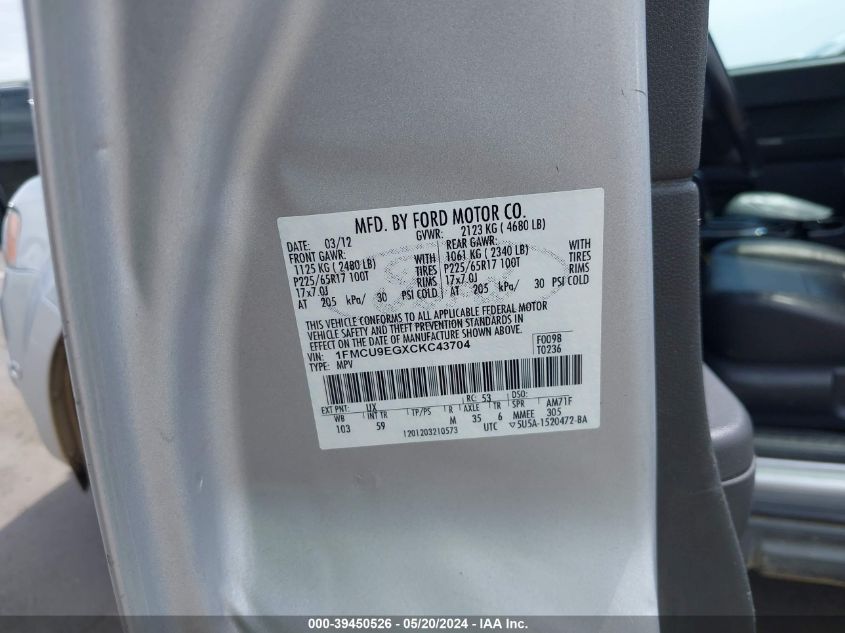 MFD. BY FORD MOTOR CO.
DATE: 03/12 GVWR: 2123 KG ( 4680 LB)
FRONT GAWR: REAR GAWR:
1125 KG ( 2480 LB) WITH 1061 KG ( 2340 LB) WITH
P225/65R17 100T TIRES P225/65R17 100T TIRES
17x7.0J RIMS 17x7.0J RIMS
AT 205 kPa/ 30 PSI COLD AT 205 kPa/ 30 PSI COLD
THIS VEHICLE CONFORMS TO ALL APPLICABLE FEDERAL MOTOR
VEHICLE SAFETY AND THEFT PREVENTION STANDARDS IN
EFFECT ON THE DATE OF MANUFACTURE SHOWN ABOVE.
VIN: 1FMCU9EGXCKC43704 F0098
TYPE: MPV T0236
EXT PNT: UX RC: 53 DSO:
WB INT TR TP/PS R AXLE TR SPR AM71F
103 59 M 35 6 MMEE 305
1201203210573 UTC ▽5U5A-1520472-BA
000-39450526 - 05/20/2024 - IAAI INC.